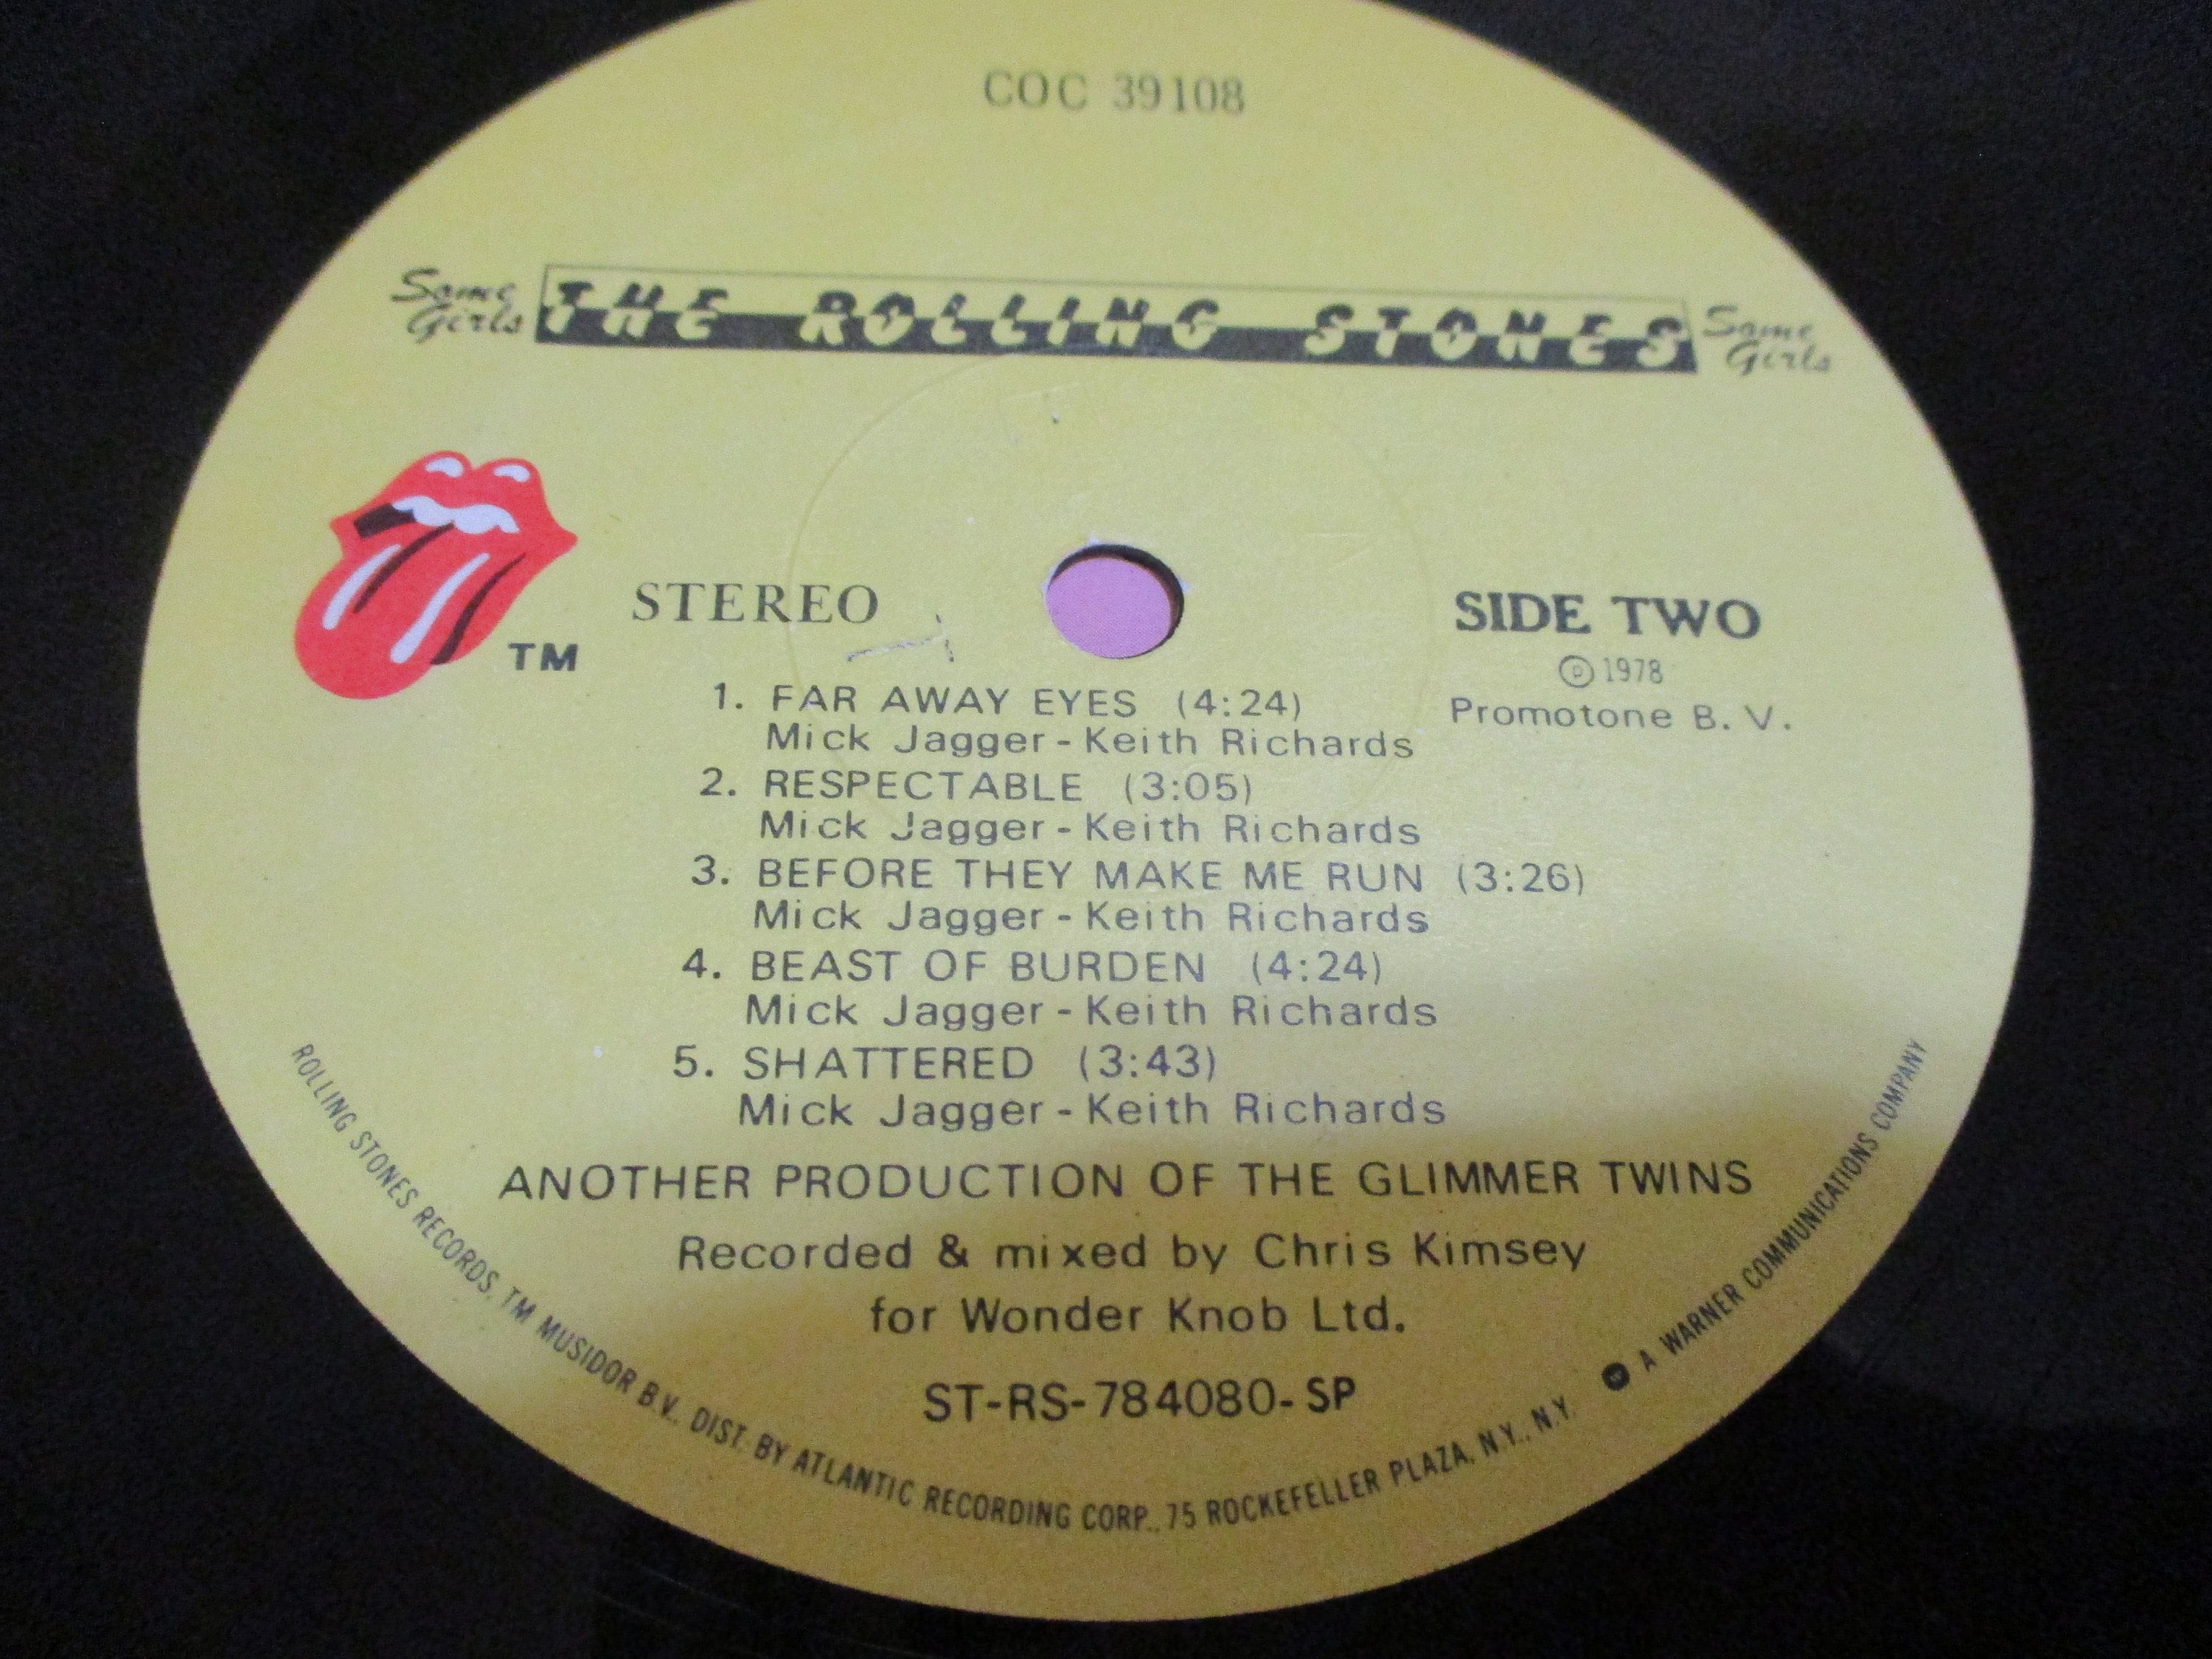 COC 39108
Some Girls THE ROLLING STONES Some Girls
TM
STEREO
SIDE TWO
Ⓟ 1978
Promotone B. V.
1. FAR AWAY EYES (4:24)
Mick Jagger - Keith Richards
2. RESPECTABLE (3:05)
Mick Jagger - Keith Richards
3. BEFORE THEY MAKE ME RUN (3:26)
Mick Jagger - Keith Richards
4. BEAST OF BURDEN (4:24)
Mick Jagger - Keith Richards
5. SHATTERED (3:43)
Mick Jagger - Keith Richards
ANOTHER PRODUCTION OF THE GLIMMER TWINS
Recorded & mixed by Chris Kimsey
for Wonder Knob Ltd.
ST-RS-784080-SP
ROLLING STONES RECORDS, TM MUSIDOR B.V., DIST. BY ATLANTIC RECORDING CORP., 75 ROCKEFELLER PLAZA, N.Y., N.Y. A WARNER COMMUNICATIONS COMPANY